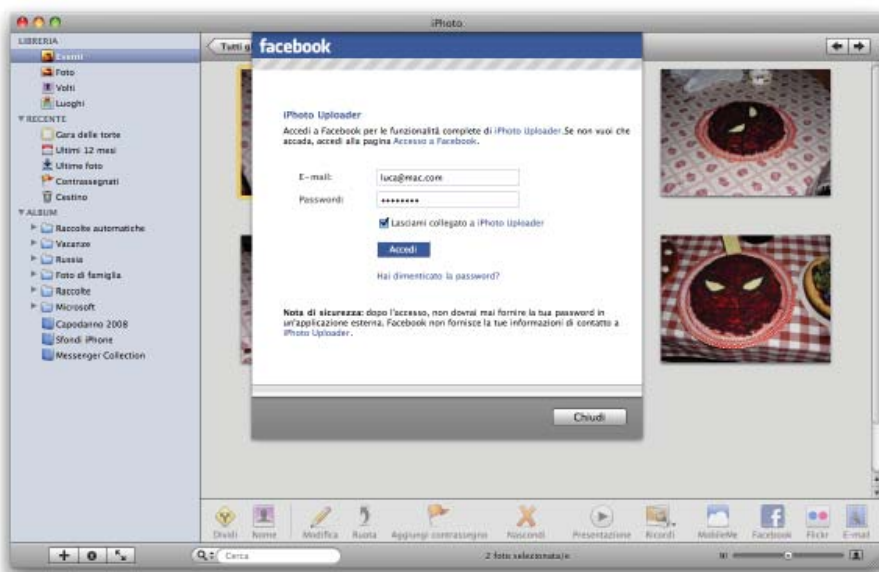 iPhoto
LIBRERIA
Eventi
Foto
Volti
Luoghi
RECENTE
Gara delle torte
Ultimi 12 mesi
Ultime foto
Contrassegnati
Cestino
ALBUM
Raccolte automatiche
Vacanze
Russia
Foto di famiglia
Raccolte
Microsoft
Capodanno 2008
Sfondi iPhone
Messenger Collection
Tutti g
facebook
iPhoto Uploader
Accedi a Facebook per le funzionalità complete di iPhoto Uploader.Se non vuoi che
accada, accedi alla pagina Accesso a Facebook.
E-mail: luca@mac.com
Password: ••••••••
Lasciami collegato a iPhoto Uploader
Accedi
Hai dimenticato la password?
Nota di sicurezza: dopo l'accesso, non dovrai mai fornire la tua password in
un'applicazione esterna. Facebook non fornisce la tue informazioni di contatto a
iPhoto Uploader.
Chiudi
Dividi Nome Modifica Ruota Aggiungi contrassegno Nascondi Presentazione Ricordi MobileMe Facebook Flickr E-mail
Cerca 2 foto selezionata/e